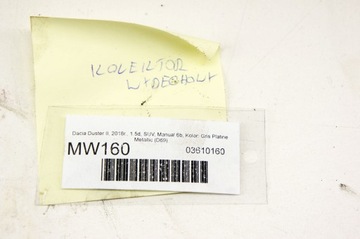 KOLEKTOR
WYDECHOWY
Dacia Duster II, 2018r., 1.5d, SUV, Manual 6b, Kolor: Gris Platine
Metallic (D69)
MW160
03610160